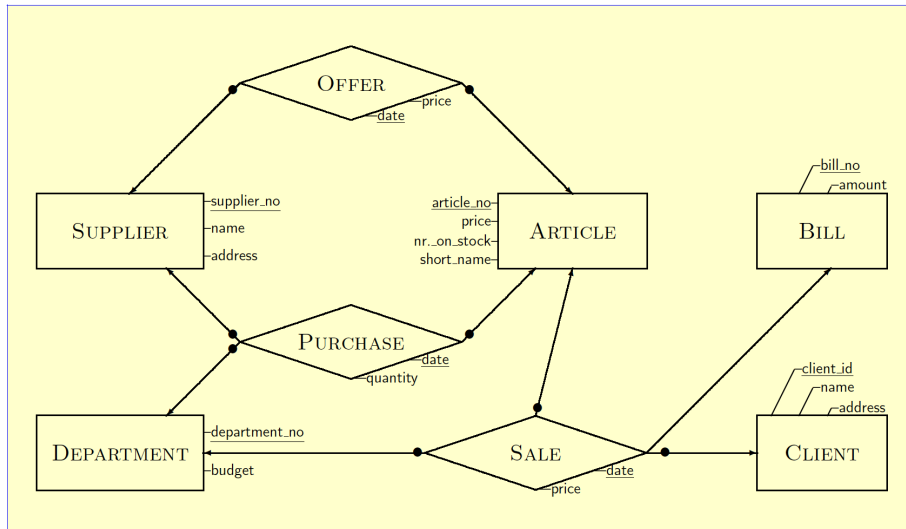 OFFER
price
date
bill_no
amount
supplier_no
SUPPLIER
name
address
article_no
price
nr._on_stock
short_name
ARTICLE
BILL
PURCHASE
date
quantity
client_id
name
address
department_no
DEPARTMENT
budget
SALE
date
price
CLIENT